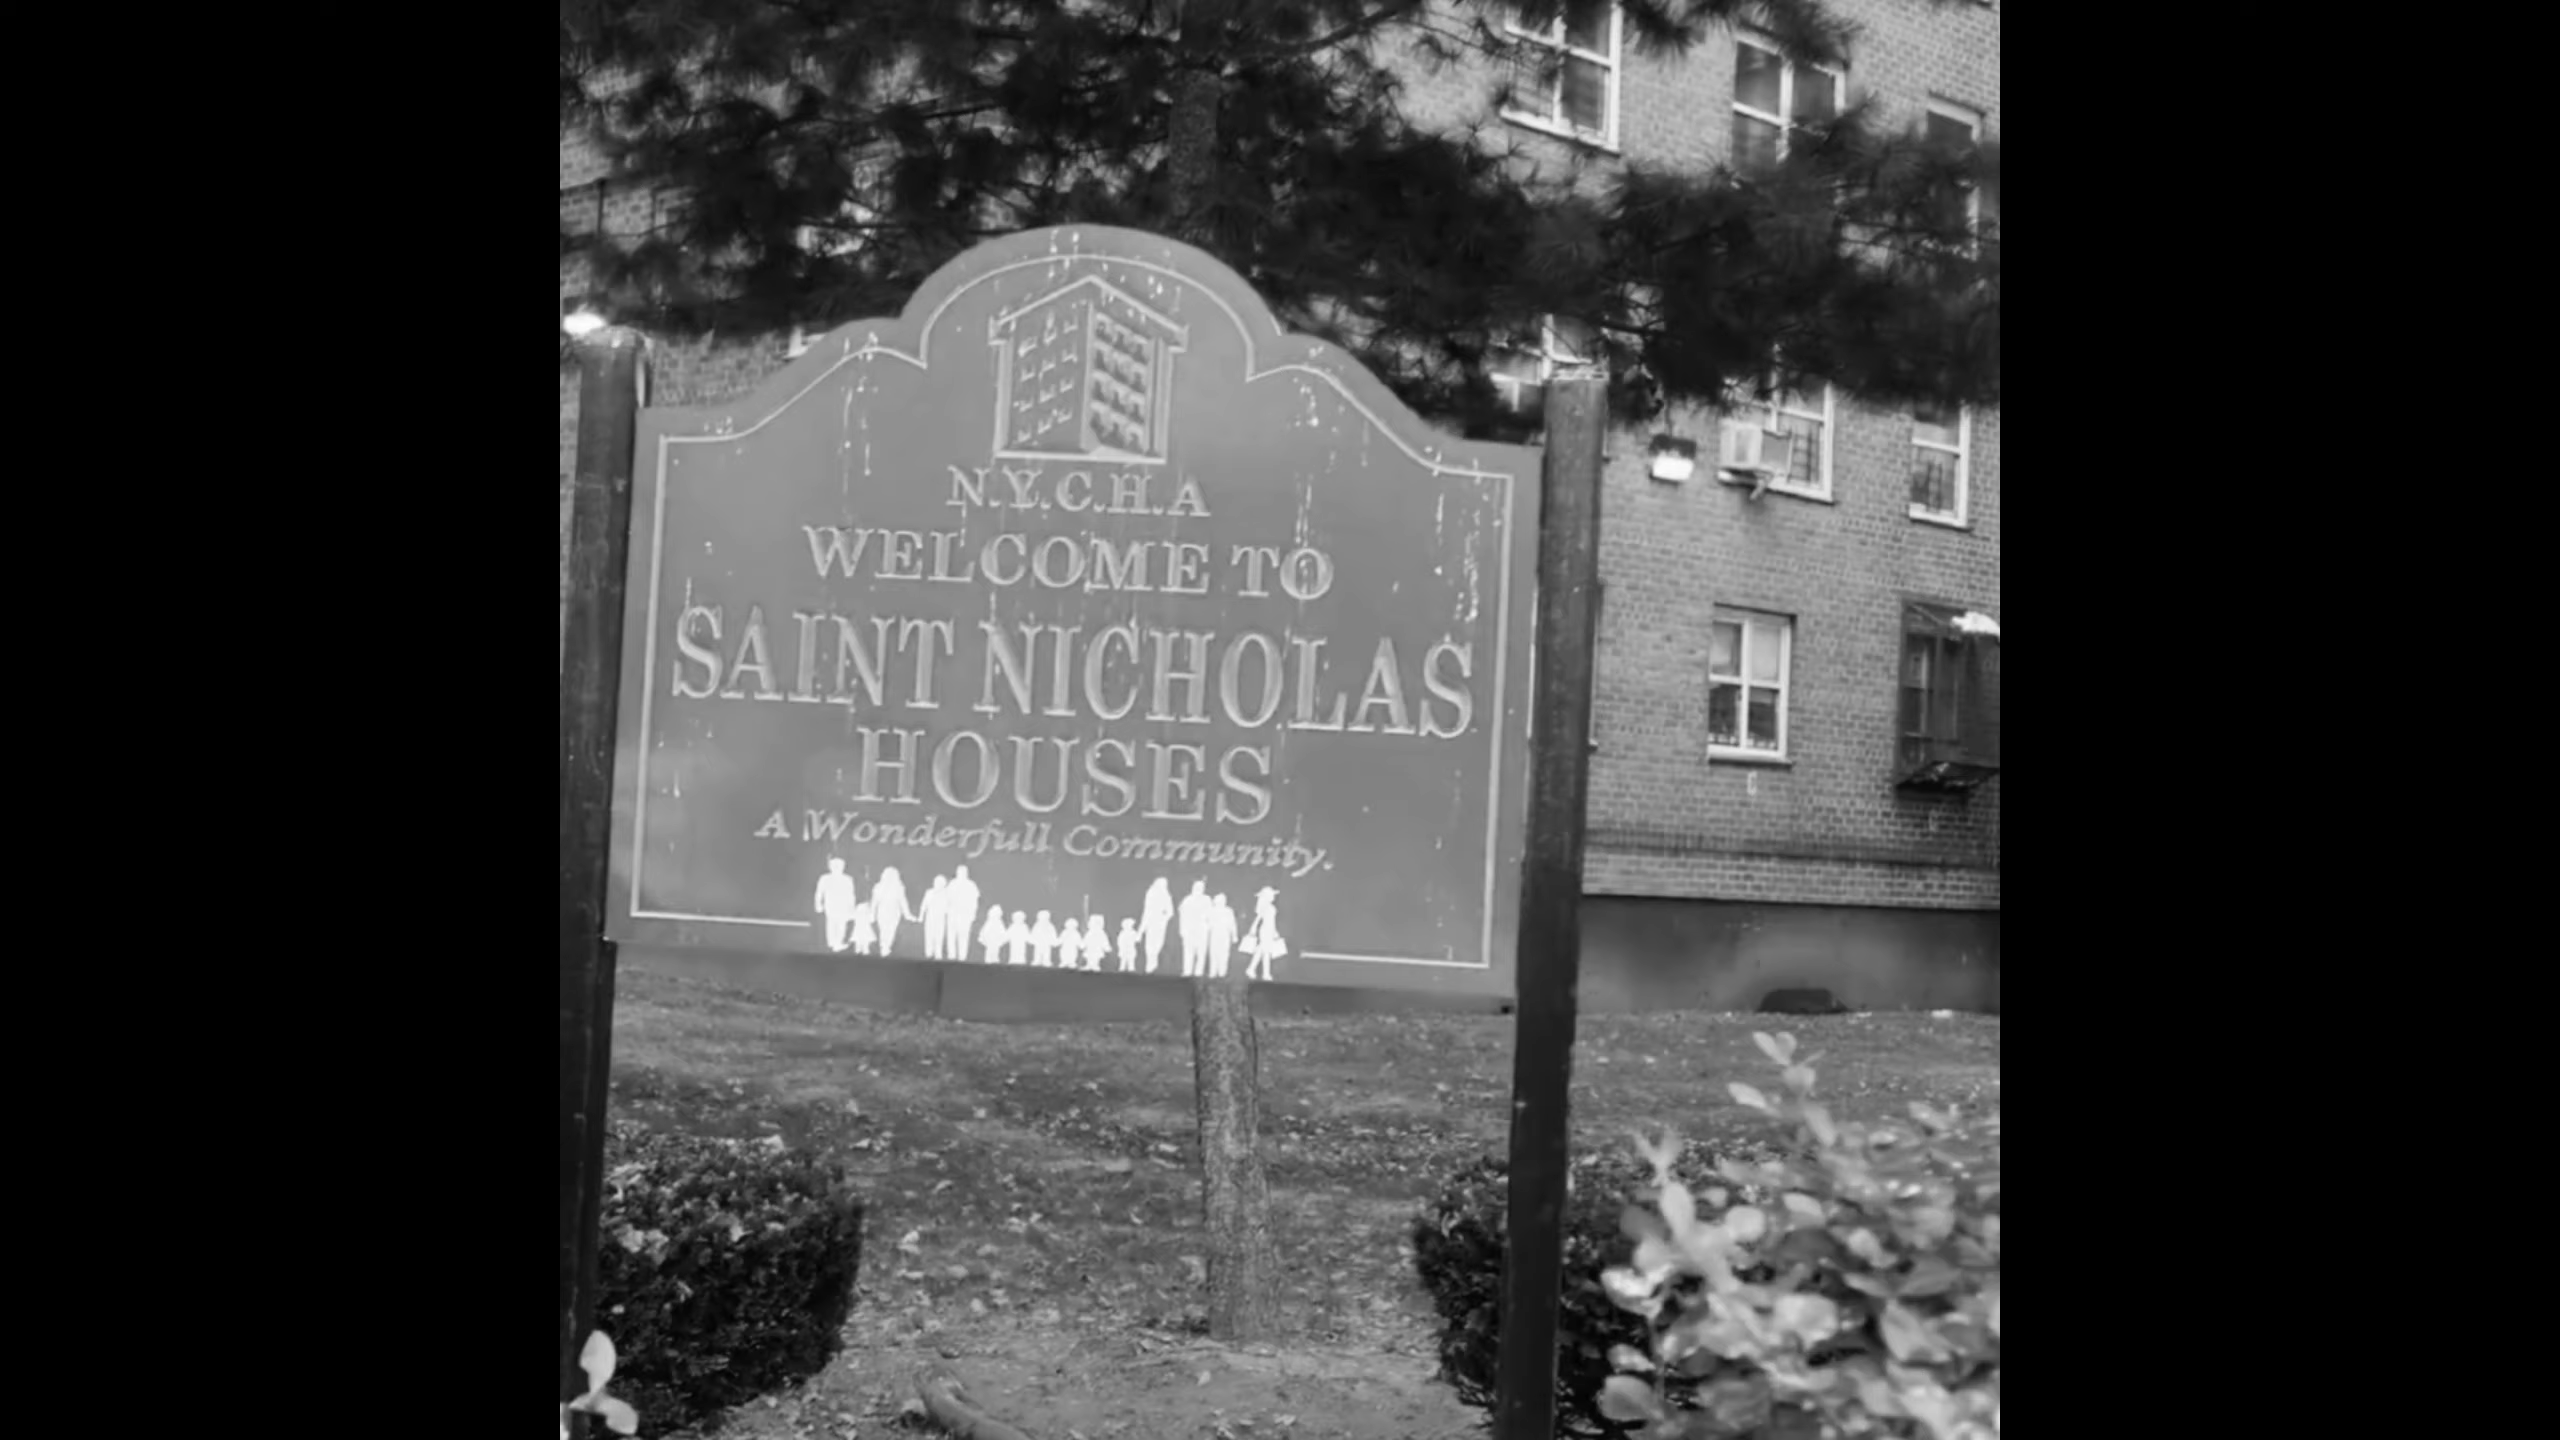 N.Y.C.H.A
WELCOME TO
SAINT NICHOLAS
HOUSES
A Wonderfull Community.